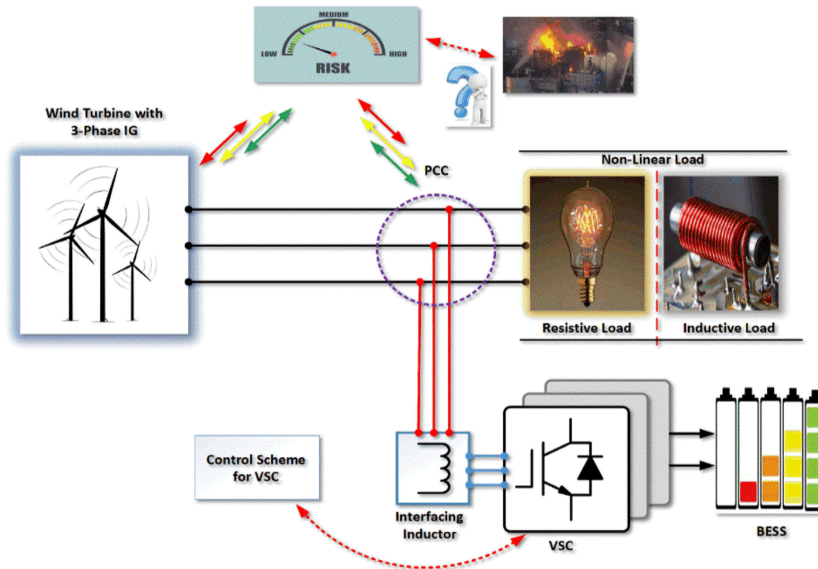 MEDIUM
LOW
HIGH
RISK
Wind Turbine with
3-Phase IG
PCC
Non-Linear Load
Resistive Load
Inductive Load
Control Scheme
for VSC
Interfacing
Inductor
VSC
BESS